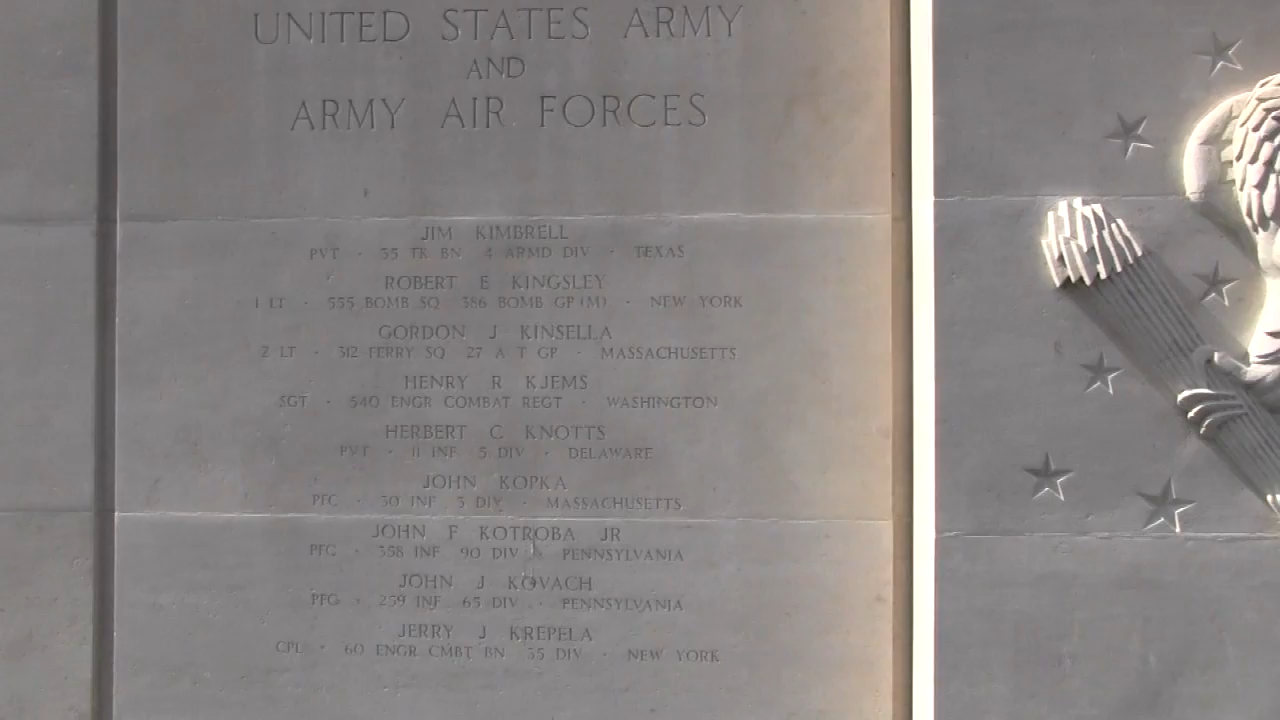 UNITED STATES ARMY
AND
ARMY AIR FORCES
JIM KIMBRELL
PVT · 35 TK BN 4 ARMD DIV · TEXAS
ROBERT E KINGSLEY
1 LT · 555 BOMB SQ 386 BOMB GP (M) · NEW YORK
GORDON J KINSELLA
2 LT · 312 FERRY SQ 27 A T GP · MASSACHUSETTS
HENRY R KJEMS
SGT · 540 ENGR COMBAT REGT · WASHINGTON
HERBERT C KNOTTS
PVT · 11 INF 5 DIV · DELAWARE
JOHN KOPKA
PFC · 30 INF 3 DIV · MASSACHUSETTS
JOHN F KOTROBA JR
PFC · 358 INF 90 DIV · PENNSYLVANIA
JOHN J KOVACH
PFC · 259 INF 65 DIV · PENNSYLVANIA
JERRY J KREPELA
CPL · 60 ENGR CMBT BN 35 DIV · NEW YORK